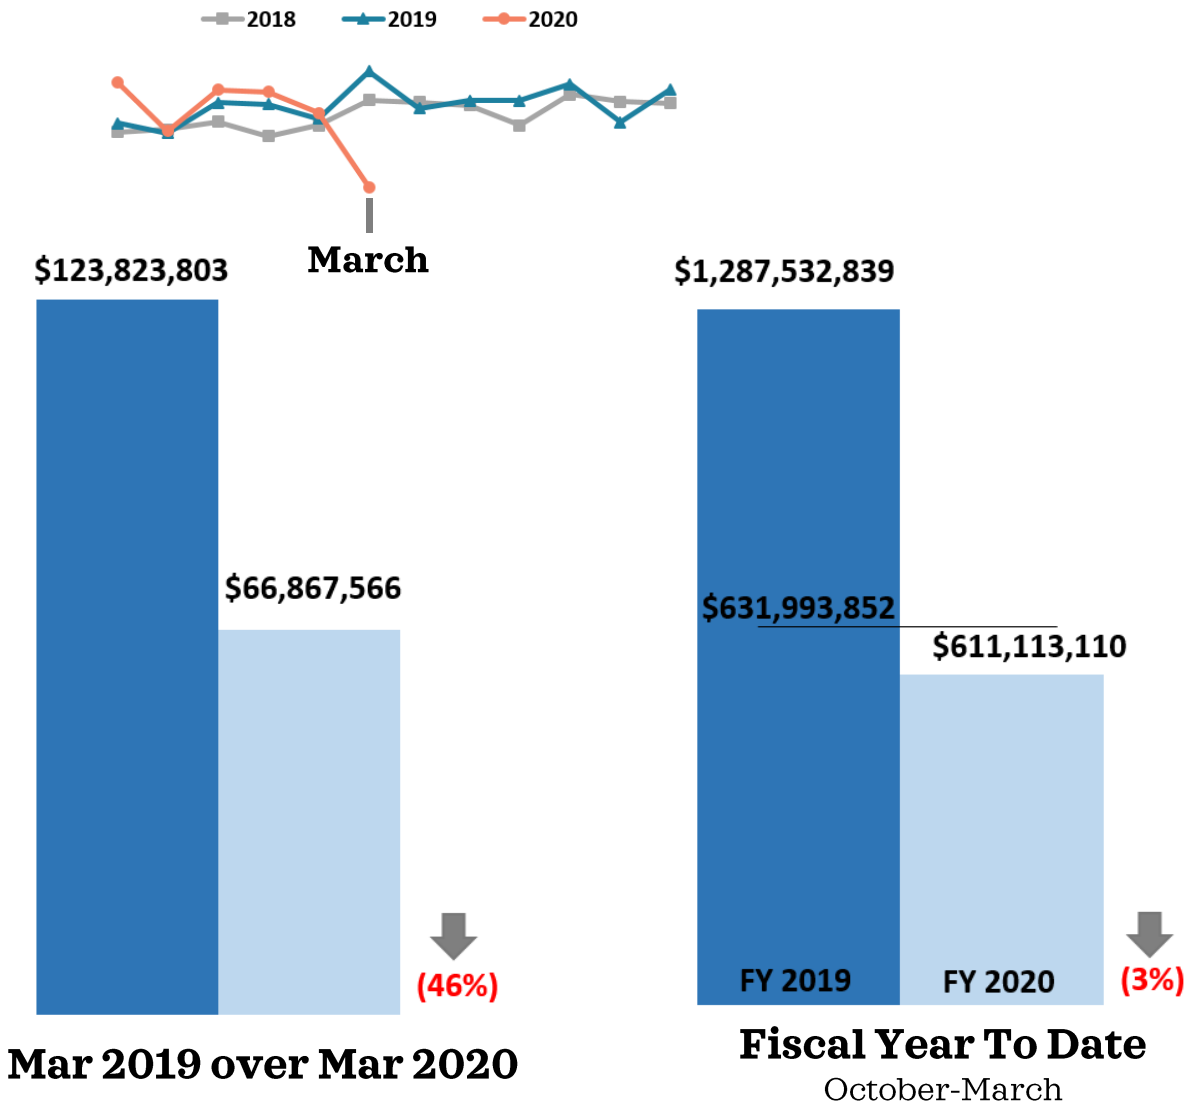 2018 2019 2020
March
$123,823,803
$66,867,566
(46%)
Mar 2019 over Mar 2020
$1,287,532,839
$631,993,852
$611,113,110
FY 2019 FY 2020
(3%)
Fiscal Year To Date
October-March